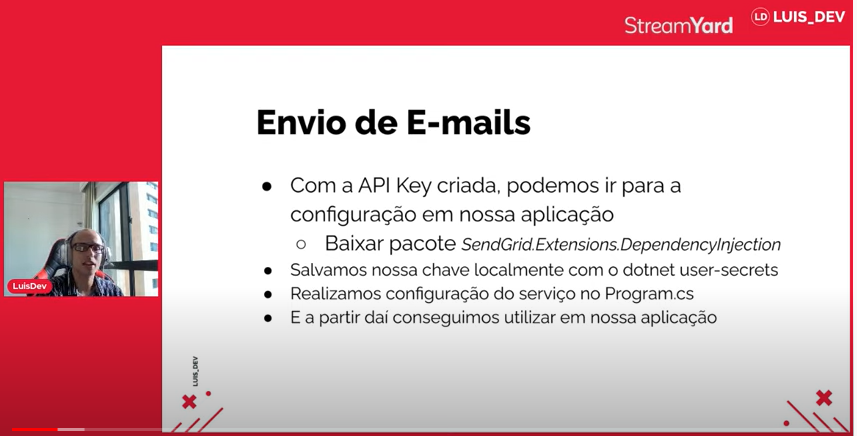 StreamYard
LD LUIS_DEV
Envio de E-mails
Com a API Key criada, podemos ir para a
configuração em nossa aplicação
Baixar pacote SendGrid.Extensions.DependencyInjection
Salvamos nossa chave localmente com o dotnet user-secrets
Realizamos configuração do serviço no Program.cs
E a partir daí conseguimos utilizar em nossa aplicação
LuisDev
LUIS_DEV